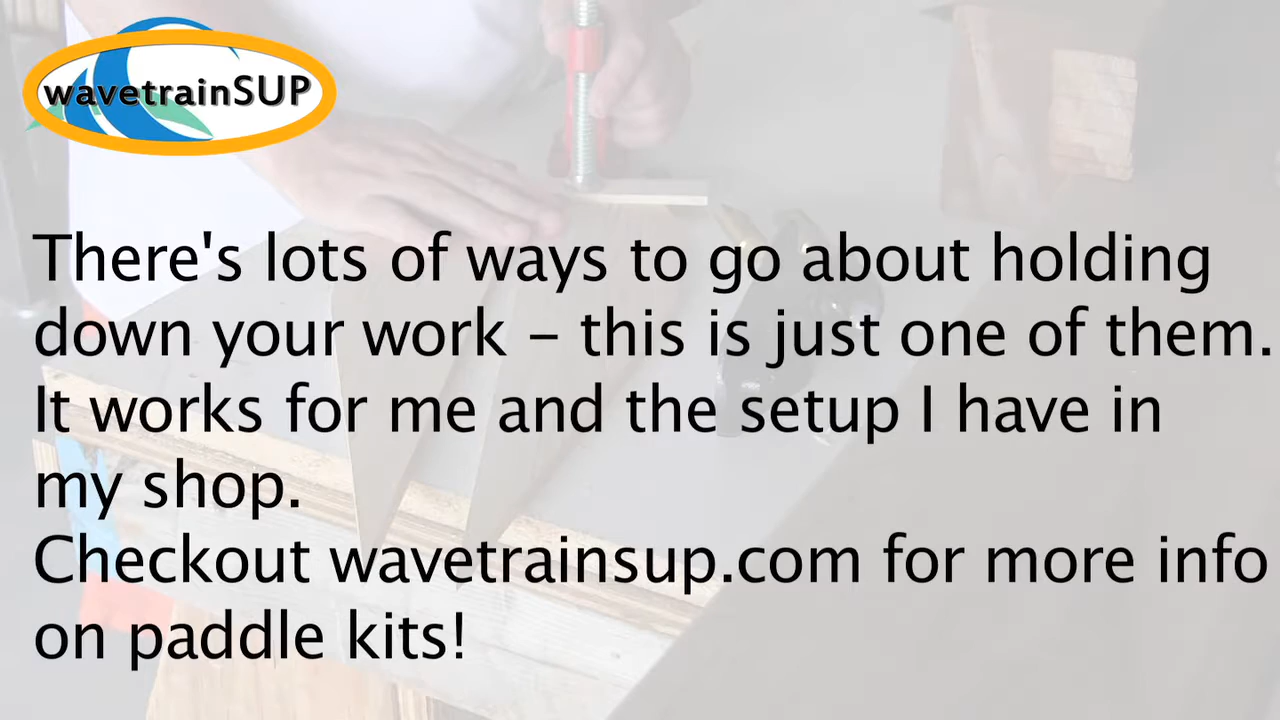 wavetrainSUP
There's lots of ways to go about holding
down your work – this is just one of them.
It works for me and the setup I have in
my shop.
Checkout wavetrainsup.com for more info
on paddle kits!